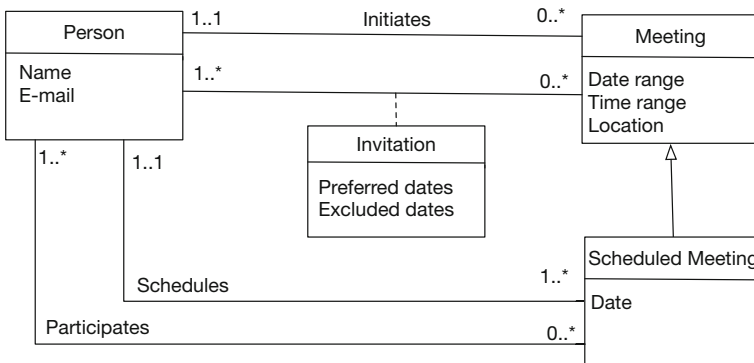 Person
1..1
Initiates
0..*
Meeting
Name
E-mail
1..*
0..*
Date range
Time range
Location
1..*
1..1
Invitation
Preferred dates
Excluded dates
Scheduled Meeting
Schedules
1..*
Date
Participates
0..*